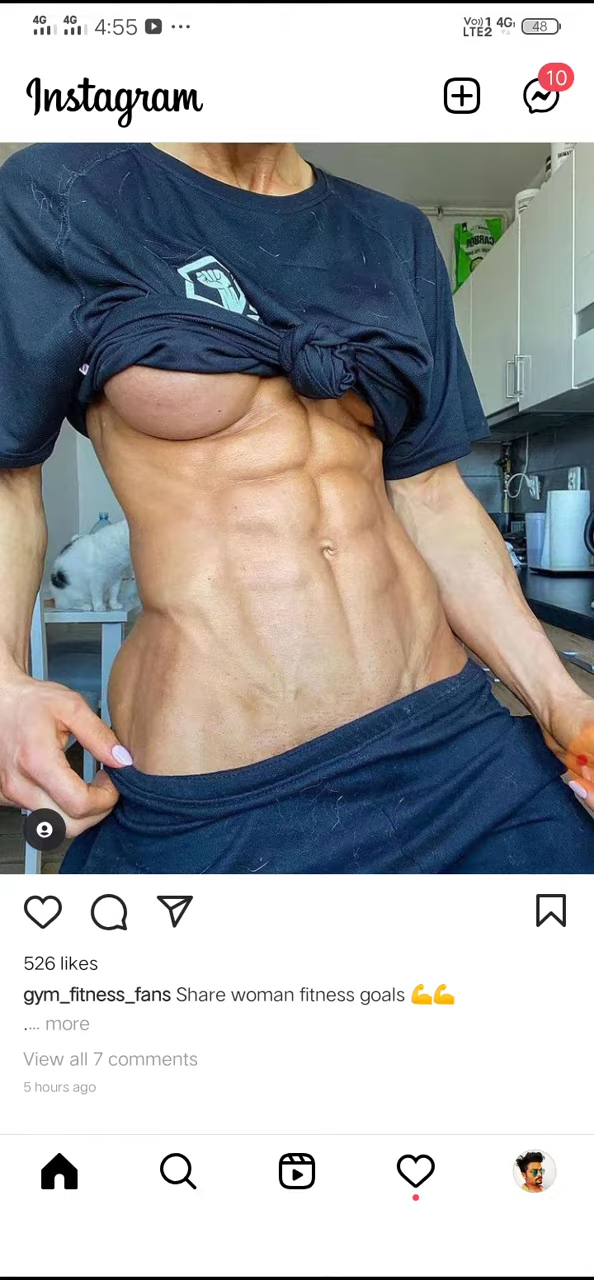 4G 4G 4:55 ... Vo)) 1 4G↑ LTE2 48
Instagram
10
526 likes
gym_fitness_fans Share woman fitness goals 💪💪
.... more
View all 7 comments
5 hours ago